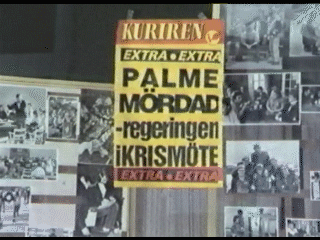 KURIREN
EXTRA • EXTRA
PALME
MÖRDAD
-regeringen
i KRISMÖTE
EXTRA • EXTRA